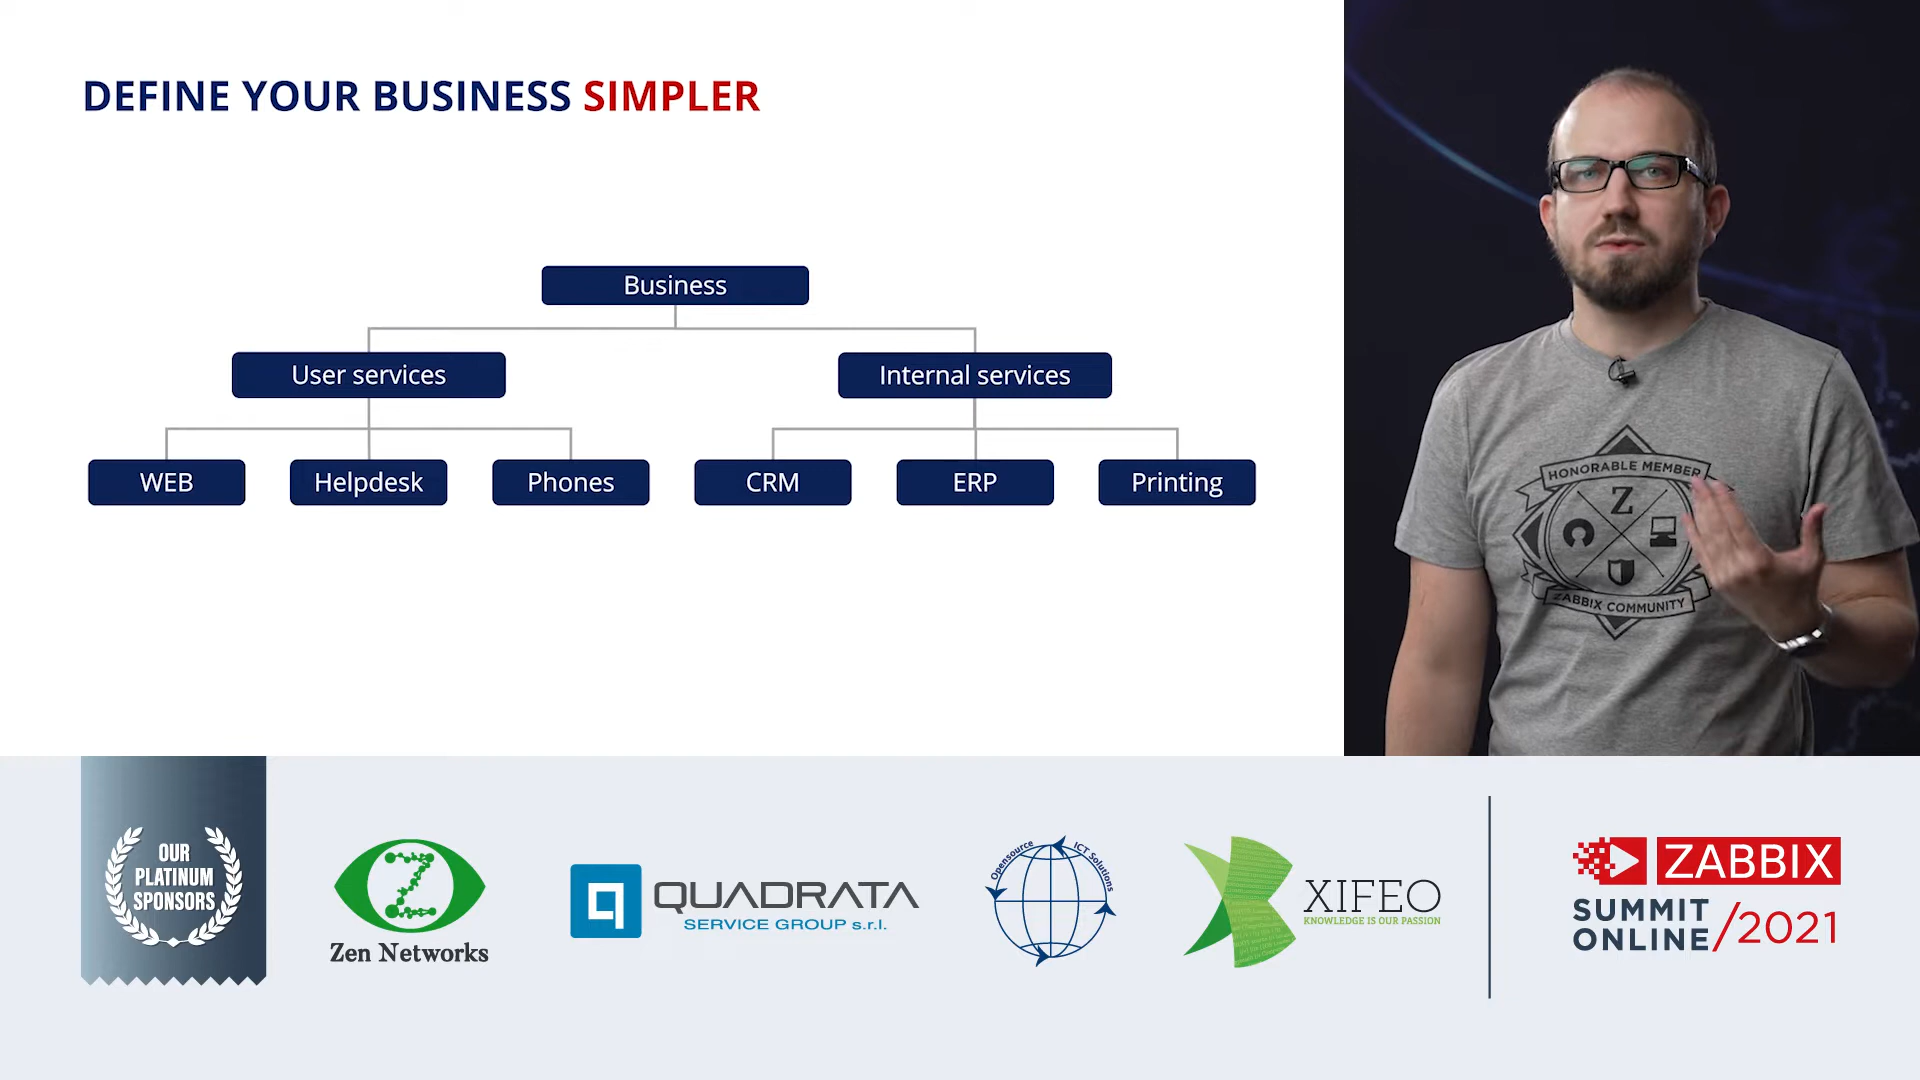 DEFINE YOUR BUSINESS SIMPLER
Business
User services
Internal services
WEB
Helpdesk
Phones
CRM
ERP
Printing
HONORABLE MEMBER
Z
ZABBIX COMMUNITY
OUR
PLATINUM
SPONSORS
Zen Networks
QUADRATA
SERVICE GROUP s.r.l.
Opensource ICT Solutions
XIFEO
KNOWLEDGE IS OUR PASSION
ZABBIX
SUMMIT
ONLINE /2021